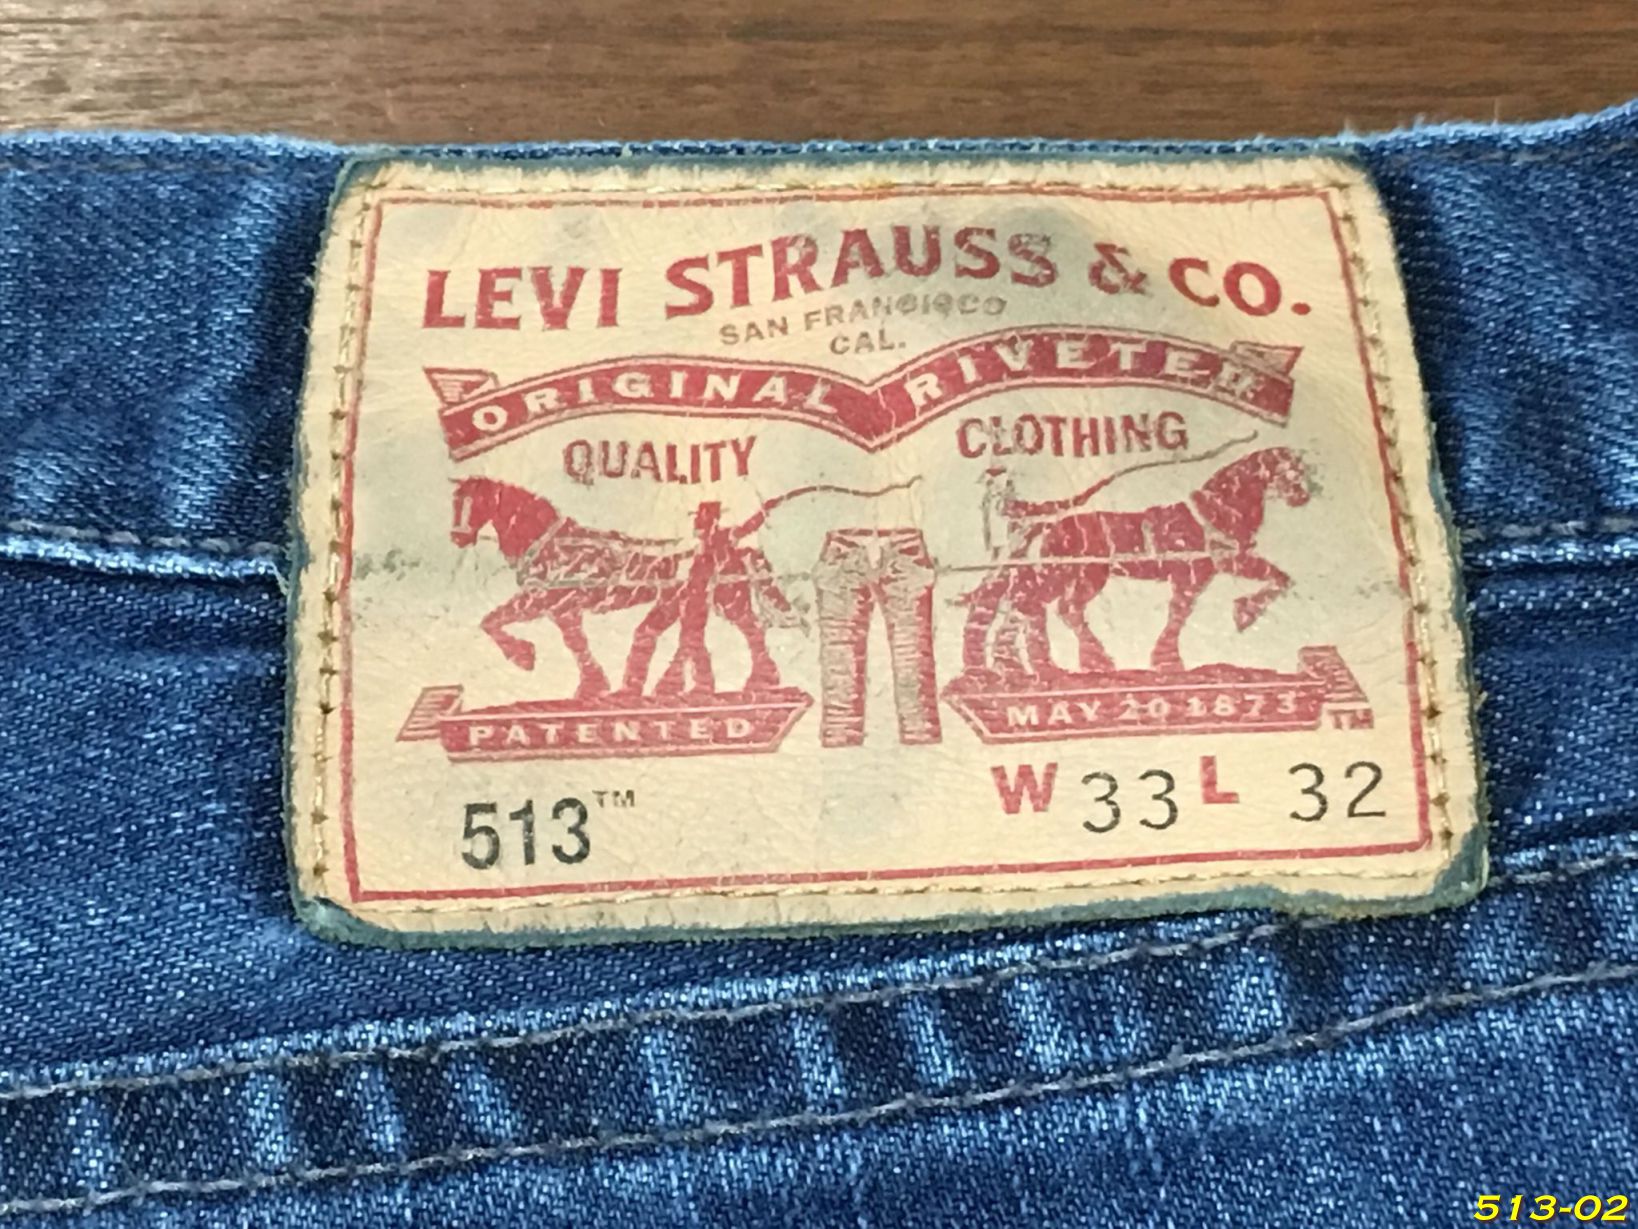 LEVI STRAUSS & CO.
SAN FRANCISCO
CAL.
ORIGINAL RIVETED
QUALITY CLOTHING
PATENTED MAY 20 1873 TM
513™ W 33 L 32
513-02